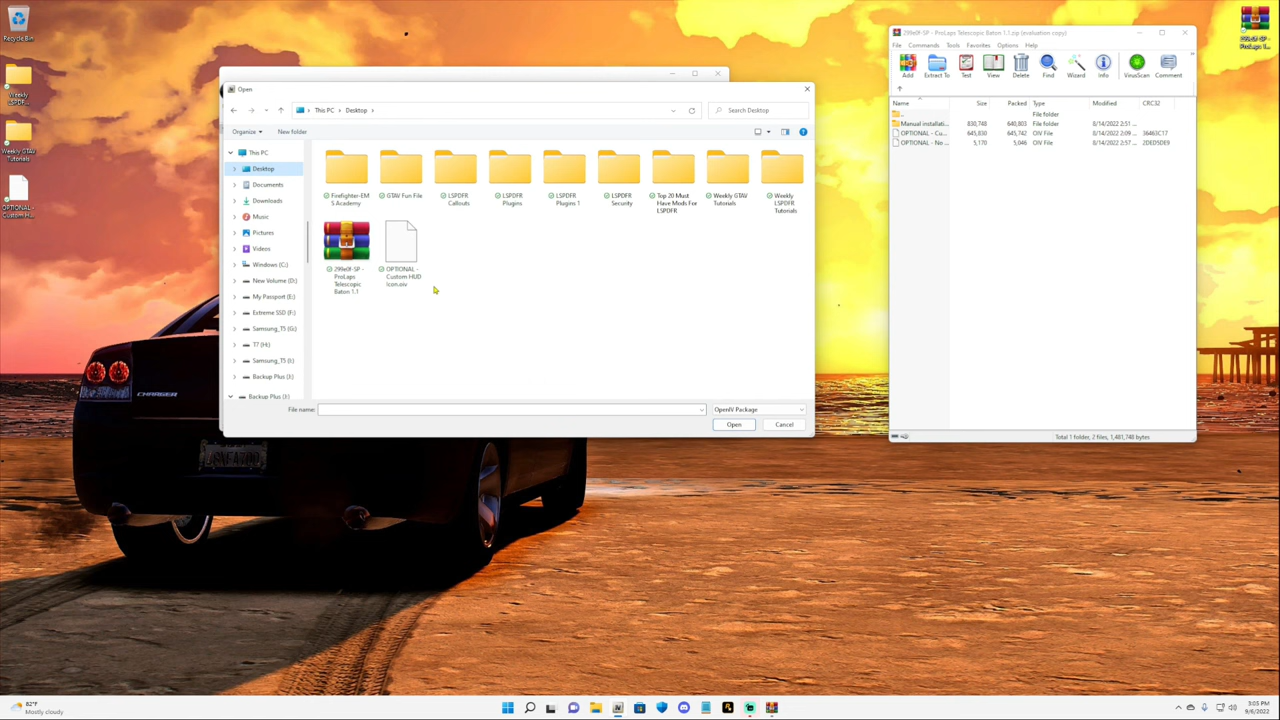 Recycle Bin
Weekly
LSPDFR...
Weekly GTAV
Tutorials
OPTIONAL -
Custom H...
Open
This PC
Desktop
Search Desktop
Organize
New folder
This PC
Desktop
Documents
Downloads
Music
Pictures
Videos
Windows (C:)
New Volume (D:)
My Passport (E:)
Extreme SSD (F:)
Samsung_T5 (G:)
T7 (H:)
Samsung_T5 (I:)
Backup Plus (J:)
Backup Plus (J:)
Firefighter-EM
S Academy
GTAV Fun File
LSPDFR
Callouts
LSPDFR
Plugins
LSPDFR
Plugins 1
LSPDFR
Security
Top 20 Must
Have Mods For
LSPDFR
Weekly GTAV
Tutorials
Weekly
LSPDFR
Tutorials
299e0f-SP -
ProLaps
Telescopic
Baton 1.1
OPTIONAL -
Custom HUD
Icon.oiv
File name:
OpenIV Package
Open
Cancel
299e0f-SP - ProLaps Telescopic Baton 1.1.zip (evaluation copy)
File Commands Tools Favorites Options Help
Add Extract To Test View Delete Find Wizard Info VirusScan Comment
Name Size Packed Type Modified CRC32
.. File folder
Manual installati... 830,748 640,803 File folder 8/14/2022 2:51 ...
OPTIONAL - Cu... 645,830 645,742 OIV File 8/14/2022 2:09 ... 36463C17
OPTIONAL - No ... 5,170 5,046 OIV File 8/14/2022 2:57 ... 2DED5DE9
Total 1 folder, 2 files, 1,481,748 bytes
299e0f-SP -
ProLaps T...
CHARGER
82°F
Mostly cloudy
3:05 PM
9/6/2022